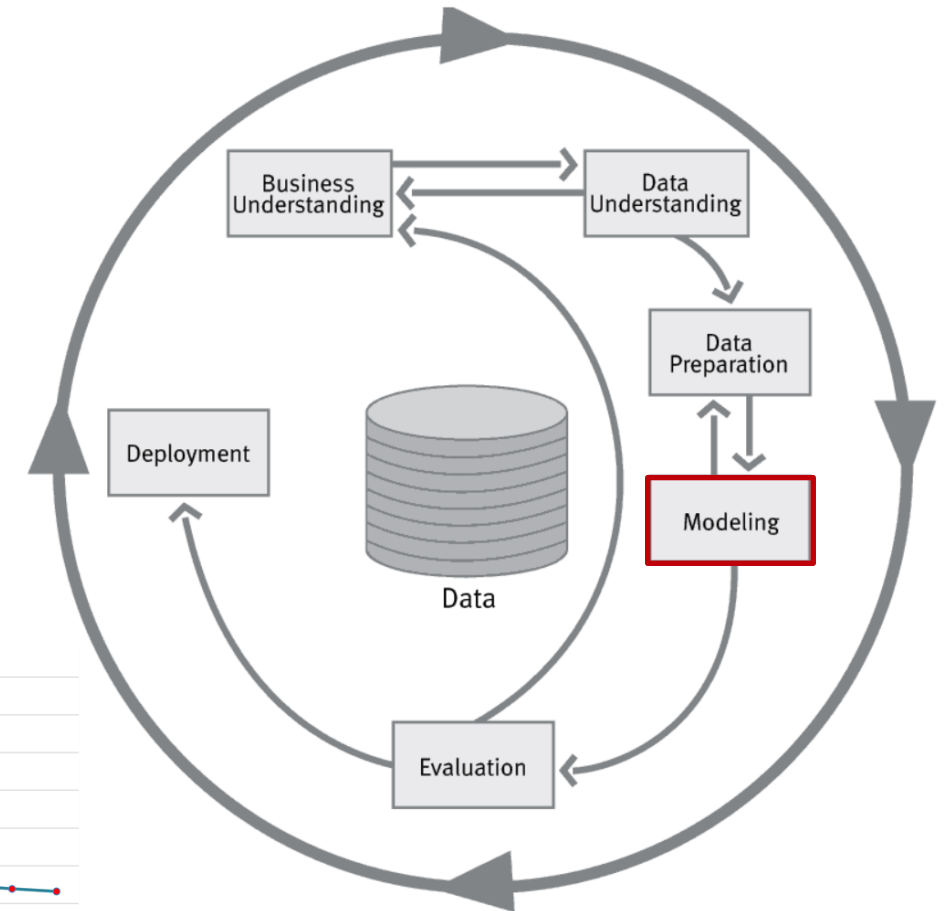 Business
Understanding
Data
Understanding
Data
Preparation
Deployment
Modeling
Data
Evaluation